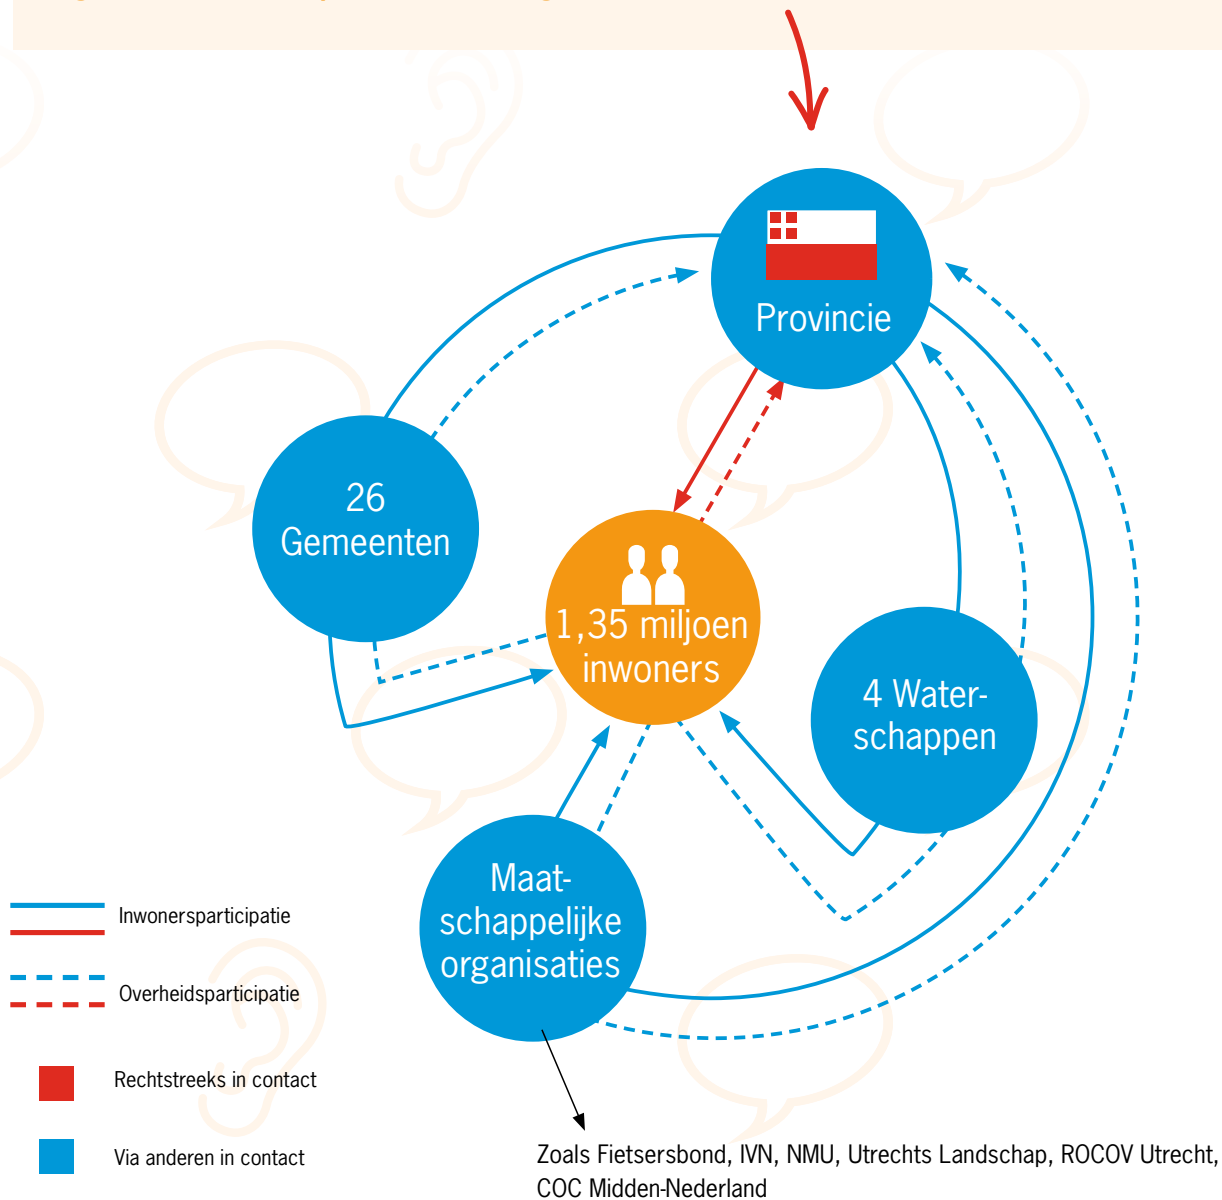 Provincie
26
Gemeenten
1,35 miljoen
inwoners
4 Water-
schappen
Maat-
schappelijke
organisaties
Inwonersparticipatie
Overheidsparticipatie
Rechtstreeks in contact
Via anderen in contact
Zoals Fietsersbond, IVN, NMU, Utrechts Landschap, ROCOV Utrecht,
COC Midden-Nederland